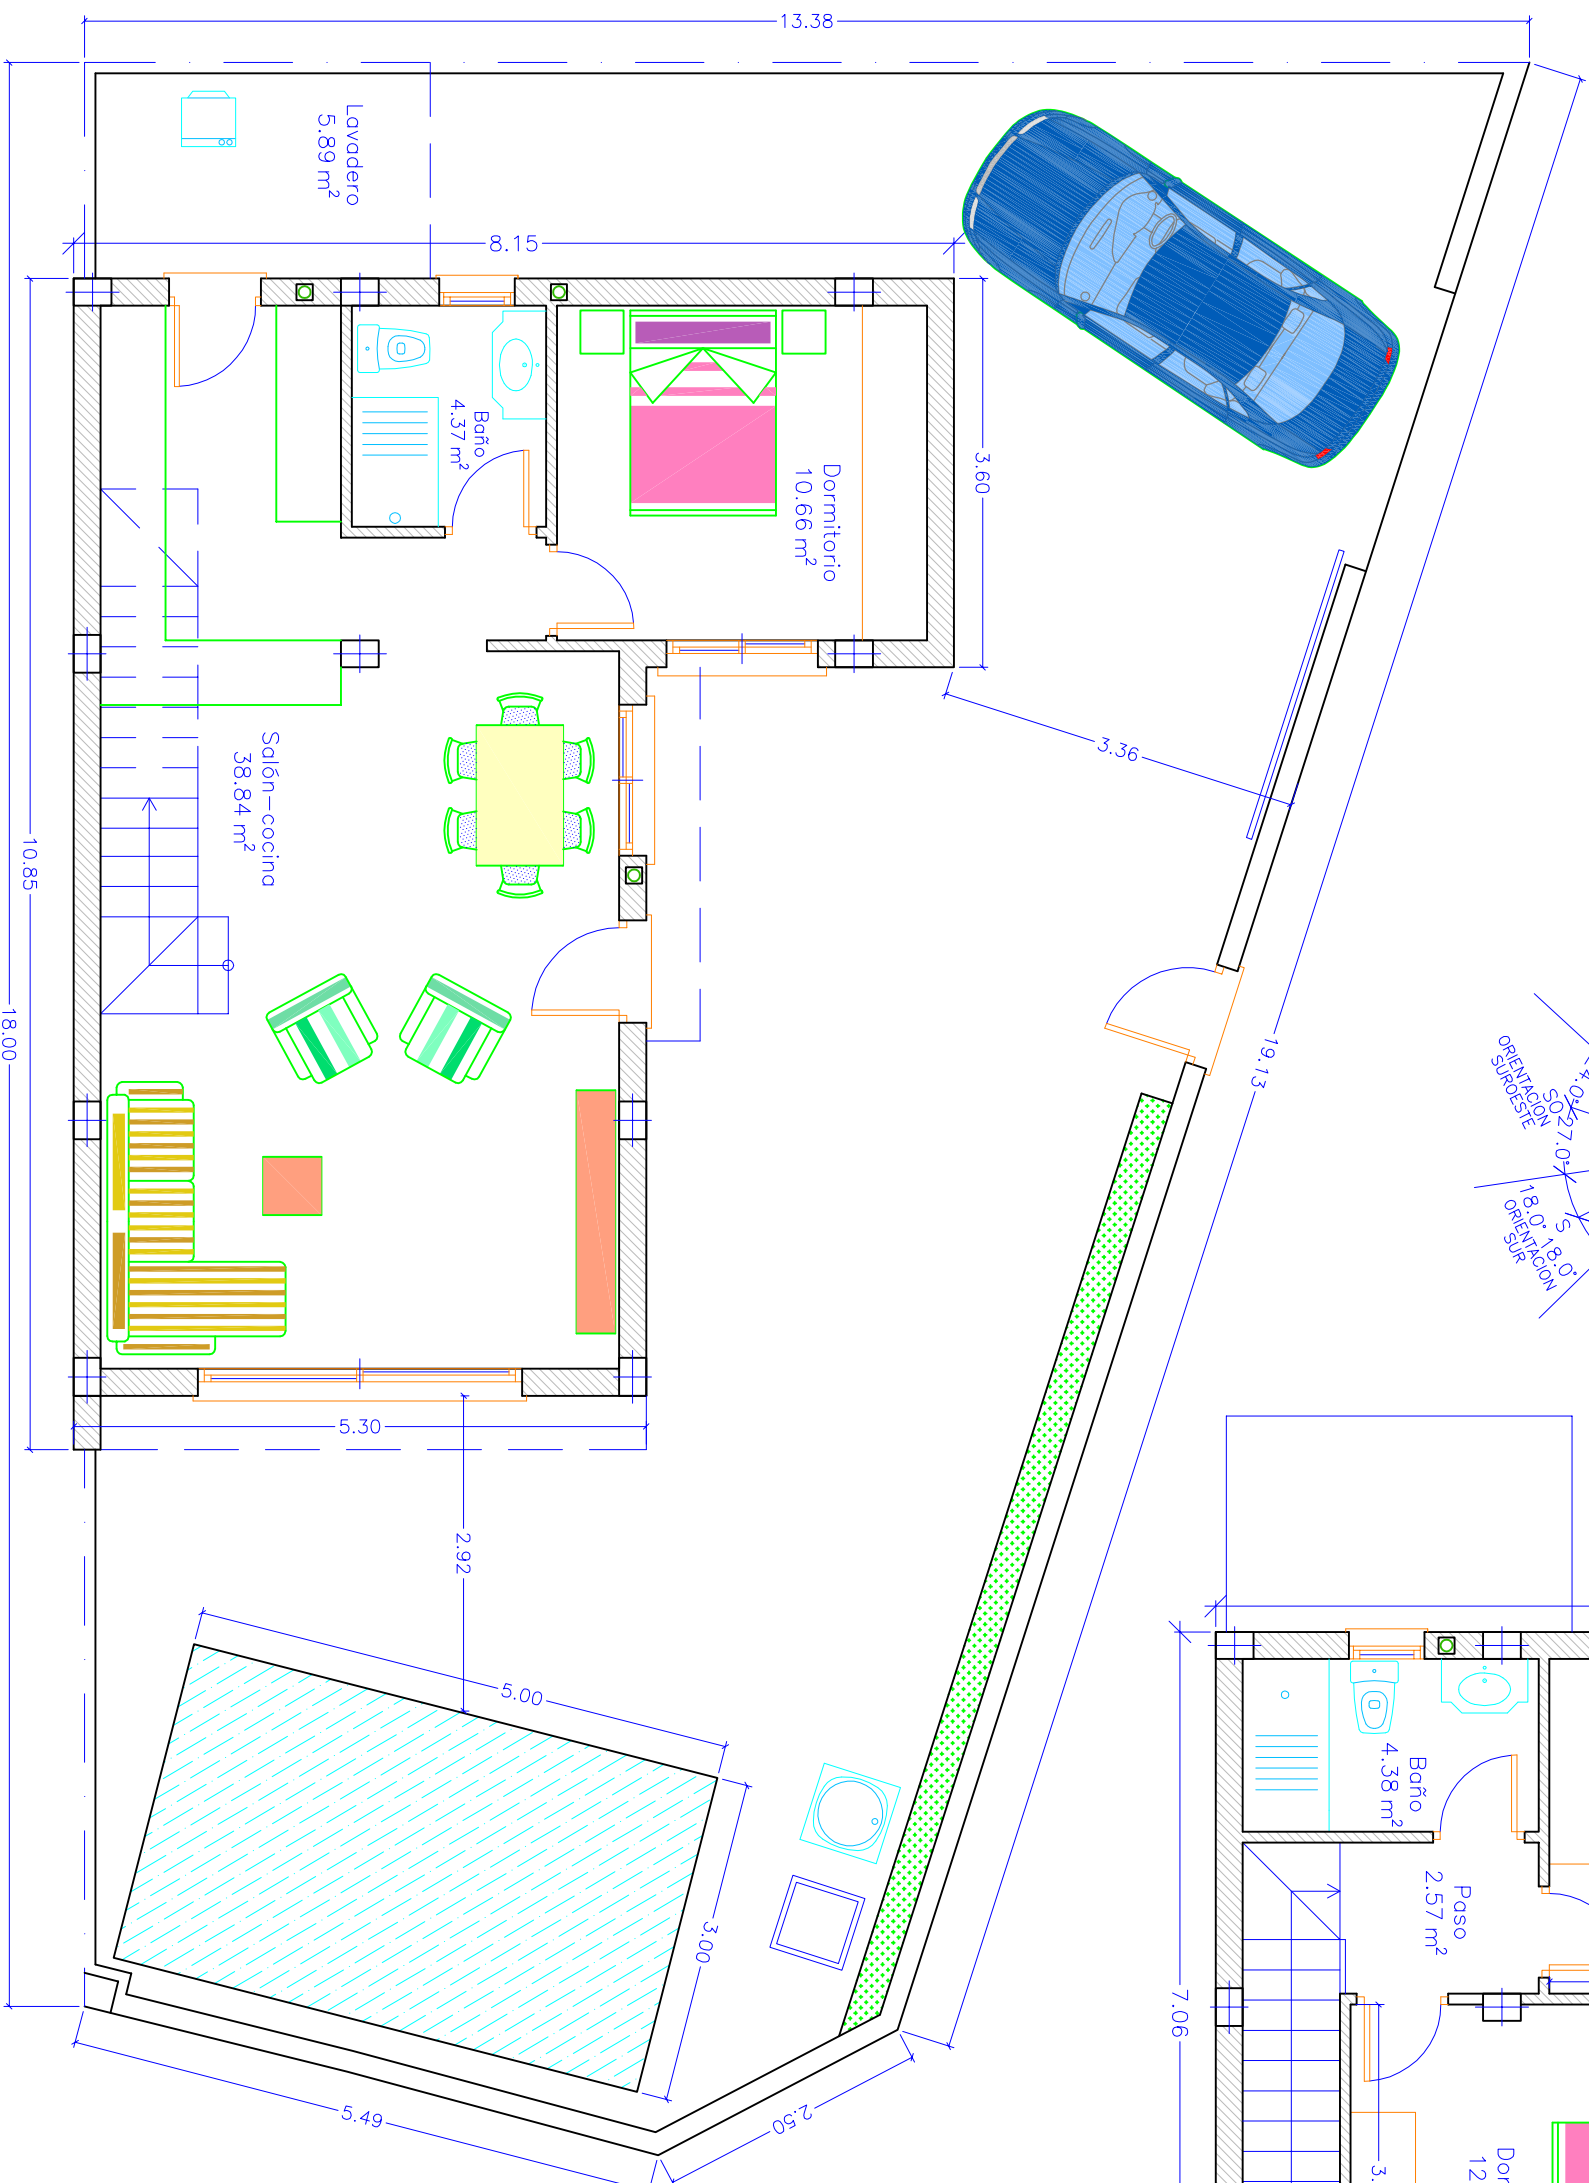 13.38
Lavadero
5.89 m²
8.15
Baño
4.37 m²
Dormitorio
10.66 m²
3.60
3.36
Salón-cocina
38.84 m²
10.85
18.00
19.13
ORIENTACION
SUROESTE
SO
27.0°
S
18.0°
18.0°
ORIENTACION
SUR
5.30
2.92
5.00
3.00
5.49
2.50
Baño
4.38 m²
Paso
2.57 m²
7.06